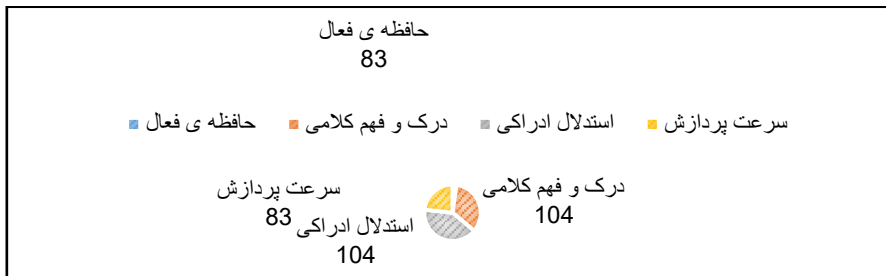 حافظه ی فعال
83
حافظه ی فعال
درک و فهم کلامی
استدلال ادراکی
سرعت پردازش
درک و فهم کلامی
104
استدلال ادراکی
104
سرعت پردازش
83